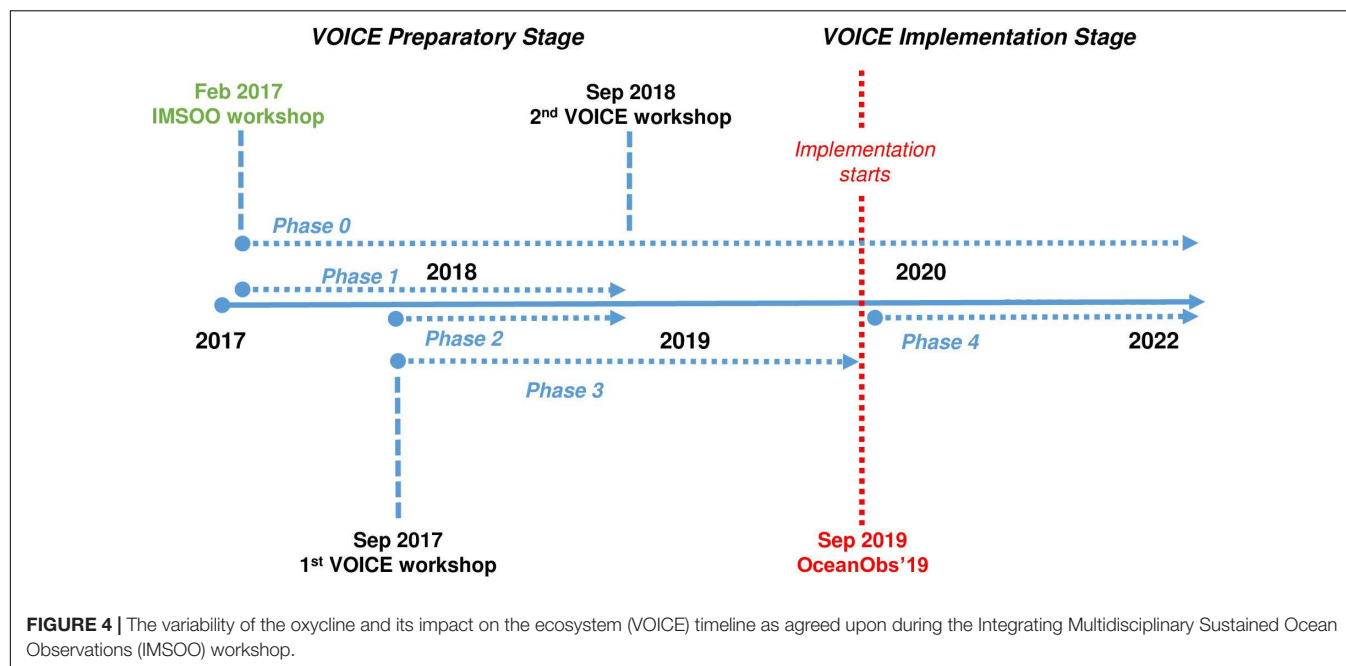 VOICE Preparatory Stage
VOICE Implementation Stage
Feb 2017
IMSOO workshop
Sep 2018
2nd VOICE workshop
Implementation
starts
Phase 0
Phase 1
2018
2020
2017
Phase 2
2019
Phase 4
2022
Phase 3
Sep 2017
1st VOICE workshop
Sep 2019
OceanObs’19
FIGURE 4 | The variability of the oxycline and its impact on the ecosystem (VOICE) timeline as agreed upon during the Integrating Multidisciplinary Sustained Ocean
Observations (IMSOO) workshop.